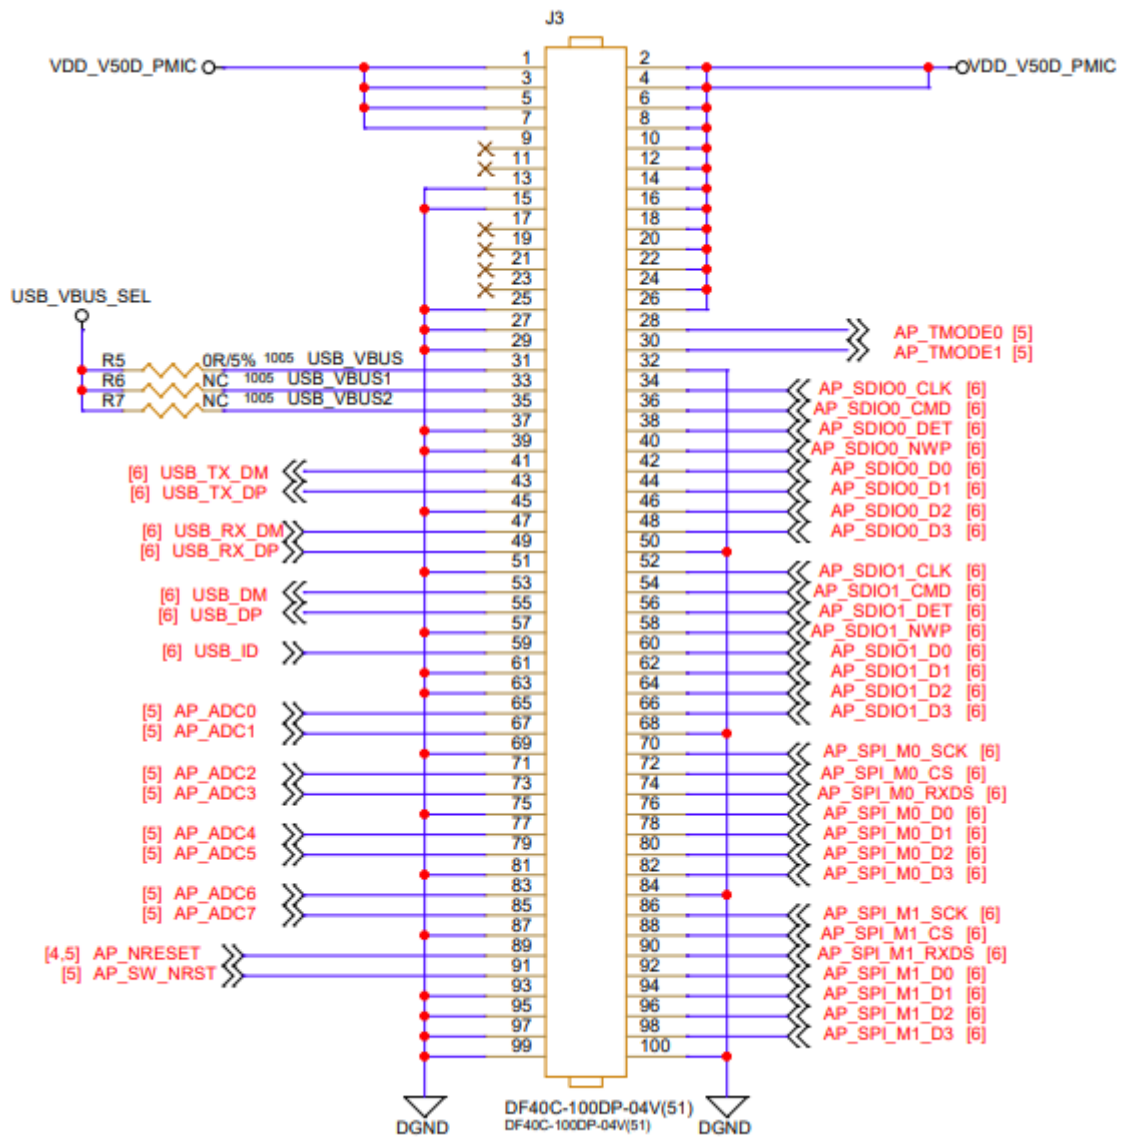 J3
VDD_V50D_PMIC 1 2 VDD_V50D_PMIC
3 4
5 6
7 8
9 10
11 12
13 14
15 16
17 18
19 20
21 22
23 24
USB_VBUS_SEL 25 26
27 28 AP_TMODE0 [5]
29 30 AP_TMODE1 [5]
R5 0R/5% 1005 USB_VBUS 31 32
R6 NC 1005 USB_VBUS1 33 34 AP_SDIO0_CLK [6]
R7 NC 1005 USB_VBUS2 35 36 AP_SDIO0_CMD [6]
37 38 AP_SDIO0_DET [6]
39 40 AP_SDIO0_NWP [6]
[6] USB_TX_DM 41 42 AP_SDIO0_D0 [6]
[6] USB_TX_DP 43 44 AP_SDIO0_D1 [6]
45 46 AP_SDIO0_D2 [6]
[6] USB_RX_DM 47 48 AP_SDIO0_D3 [6]
[6] USB_RX_DP 49 50
51 52 AP_SDIO1_CLK [6]
[6] USB_DM 53 54 AP_SDIO1_CMD [6]
[6] USB_DP 55 56 AP_SDIO1_DET [6]
57 58 AP_SDIO1_NWP [6]
[6] USB_ID 59 60 AP_SDIO1_D0 [6]
61 62 AP_SDIO1_D1 [6]
63 64 AP_SDIO1_D2 [6]
[5] AP_ADC0 65 66 AP_SDIO1_D3 [6]
[5] AP_ADC1 67 68
69 70 AP_SPI_M0_SCK [6]
[5] AP_ADC2 71 72 AP_SPI_M0_CS [6]
[5] AP_ADC3 73 74 AP_SPI_M0_RXDS [6]
75 76 AP_SPI_M0_D0 [6]
[5] AP_ADC4 77 78 AP_SPI_M0_D1 [6]
[5] AP_ADC5 79 80 AP_SPI_M0_D2 [6]
81 82 AP_SPI_M0_D3 [6]
[5] AP_ADC6 83 84
[5] AP_ADC7 85 86 AP_SPI_M1_SCK [6]
87 88 AP_SPI_M1_CS [6]
[4,5] AP_NRESET 89 90 AP_SPI_M1_RXDS [6]
[5] AP_SW_NRST 91 92 AP_SPI_M1_D0 [6]
93 94 AP_SPI_M1_D1 [6]
95 96 AP_SPI_M1_D2 [6]
97 98 AP_SPI_M1_D3 [6]
99 100
DF40C-100DP-04V(51)
DGND DF40C-100DP-04V(51) DGND